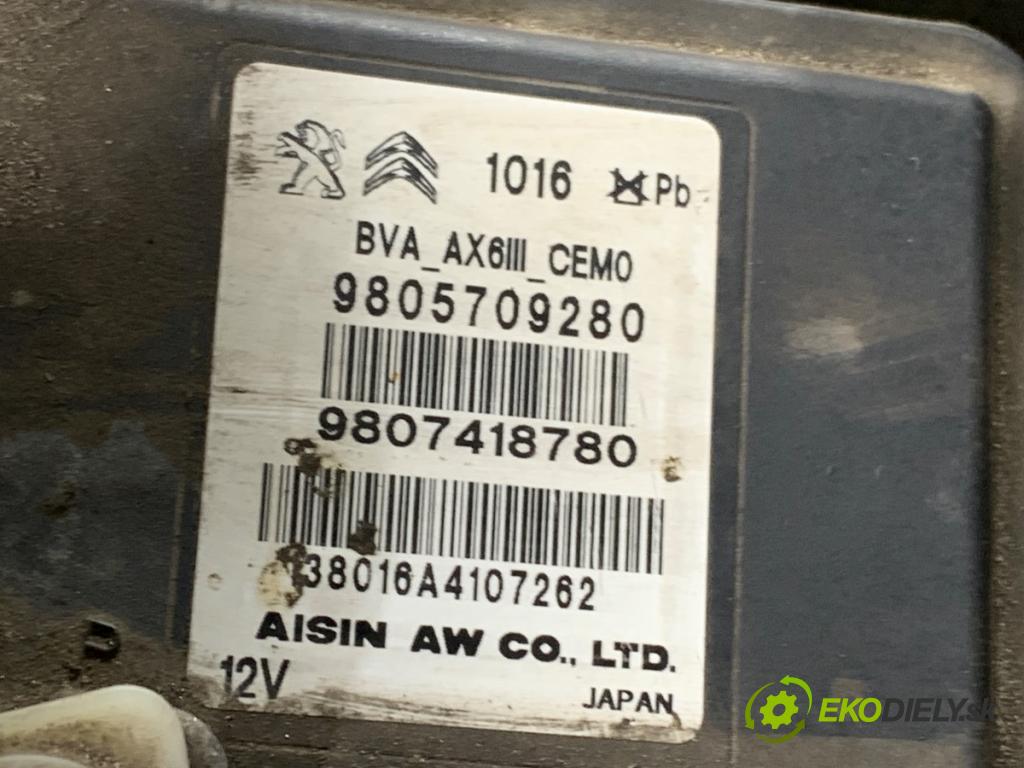 1016 Pb
BVA_AX6III_CEM0
9805709280
9807418780
38016A4107262
AISIN AW CO., LTD.
12V
JAPAN
EKODIELY.sk